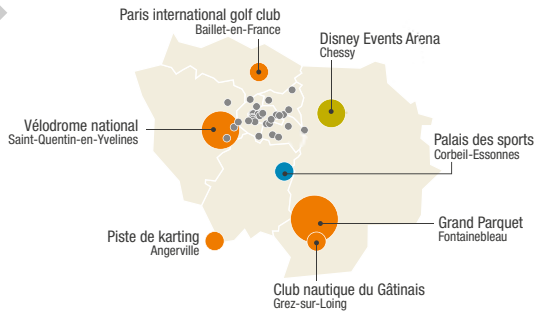 Paris international golf club
Baillet-en-France
Disney Events Arena
Chessy
Vélodrome national
Saint-Quentin-en-Yvelines
Palais des sports
Corbeil-Essonnes
Grand Parquet
Fontainebleau
Piste de karting
Angerville
Club nautique du Gâtinais
Grez-sur-Loing